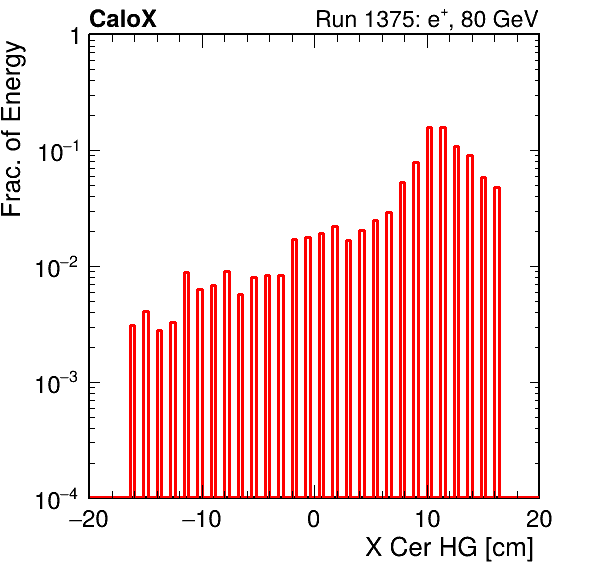 CaloX Run 1375: e⁺, 80 GeV
Frac. of Energy
1
10⁻¹
10⁻²
10⁻³
10⁻⁴
−20 −10 0 10 20
X Cer HG [cm]